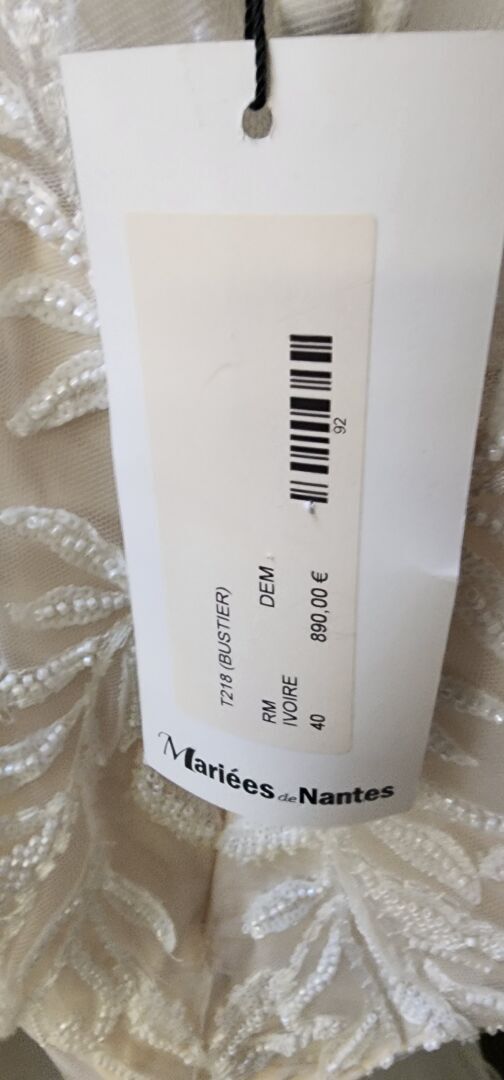 T218 (BUSTIER)
RM DEM
IVOIRE
40 890,00 €
92
Mariées de Nantes